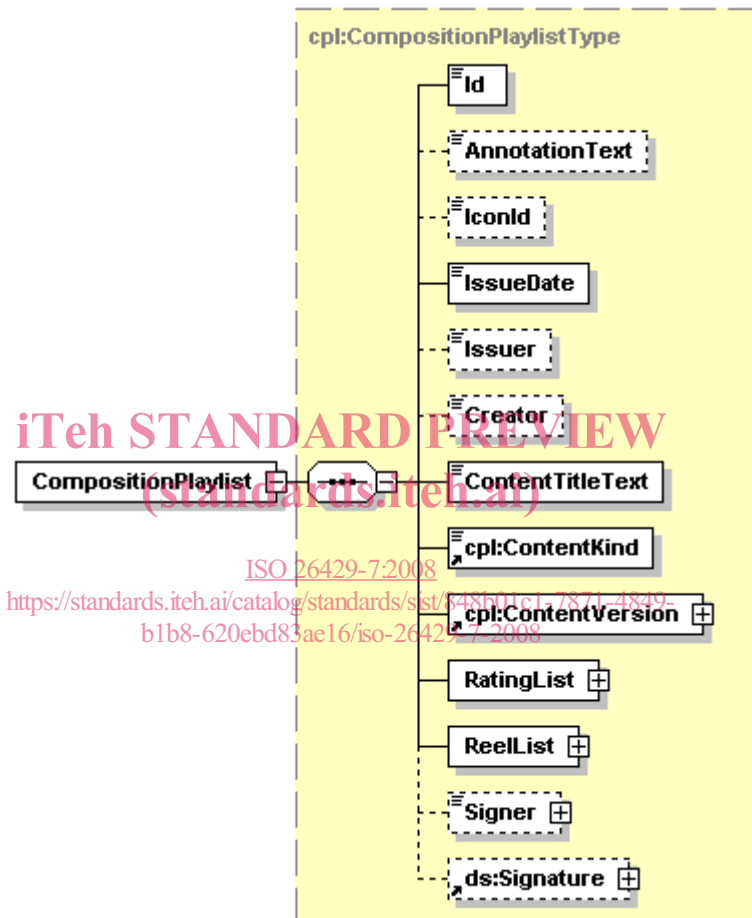 cpl:CompositionPlaylistType
Id
AnnotationText
IconId
IssueDate
Issuer
Creator
iTeh STANDARD PREVIEW
CompositionPlaylist
ContentTitleText
(standards.iteh.ai)
cpl:ContentKind
ISO 26429-7:2008
https://standards.iteh.ai/catalog/standards/sist/848b01c1-7871-4849-
cpl:ContentVersion
b1b8-620ebd83ae16/iso-26429-7-2008
RatingList
ReelList
Signer
ds:Signature